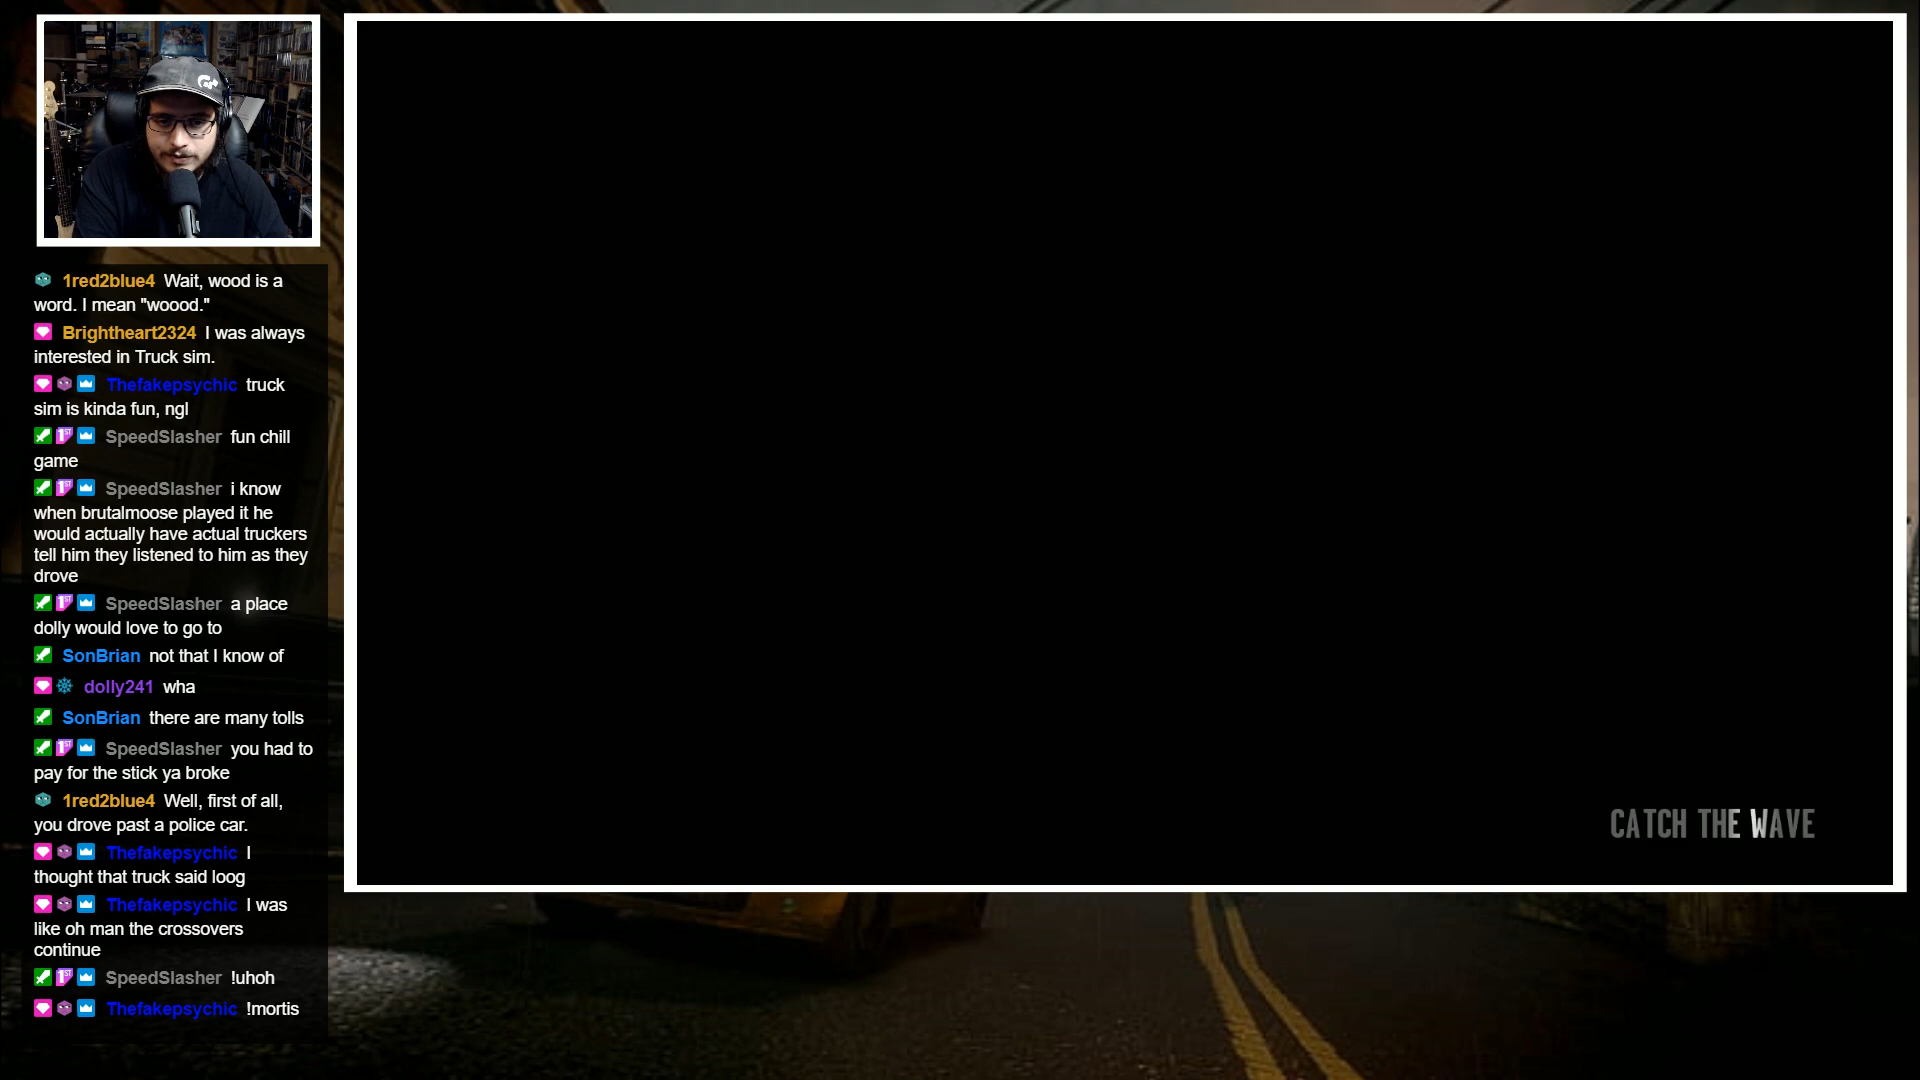 1red2blue4 Wait, wood is a
word. I mean "woood."
Brightheart2324 I was always
interested in Truck sim.
Thefakepsychic truck
sim is kinda fun, ngl
SpeedSlasher fun chill
game
SpeedSlasher i know
when brutalmoose played it he
would actually have actual truckers
tell him they listened to him as they
drove
SpeedSlasher a place
dolly would love to go to
SonBrian not that I know of
dolly241 wha
SonBrian there are many tolls
SpeedSlasher you had to
pay for the stick ya broke
1red2blue4 Well, first of all,
you drove past a police car.
Thefakepsychic I
thought that truck said loog
Thefakepsychic I was
like oh man the crossovers
continue
SpeedSlasher !uhoh
Thefakepsychic !mortis
CATCH THE WAVE